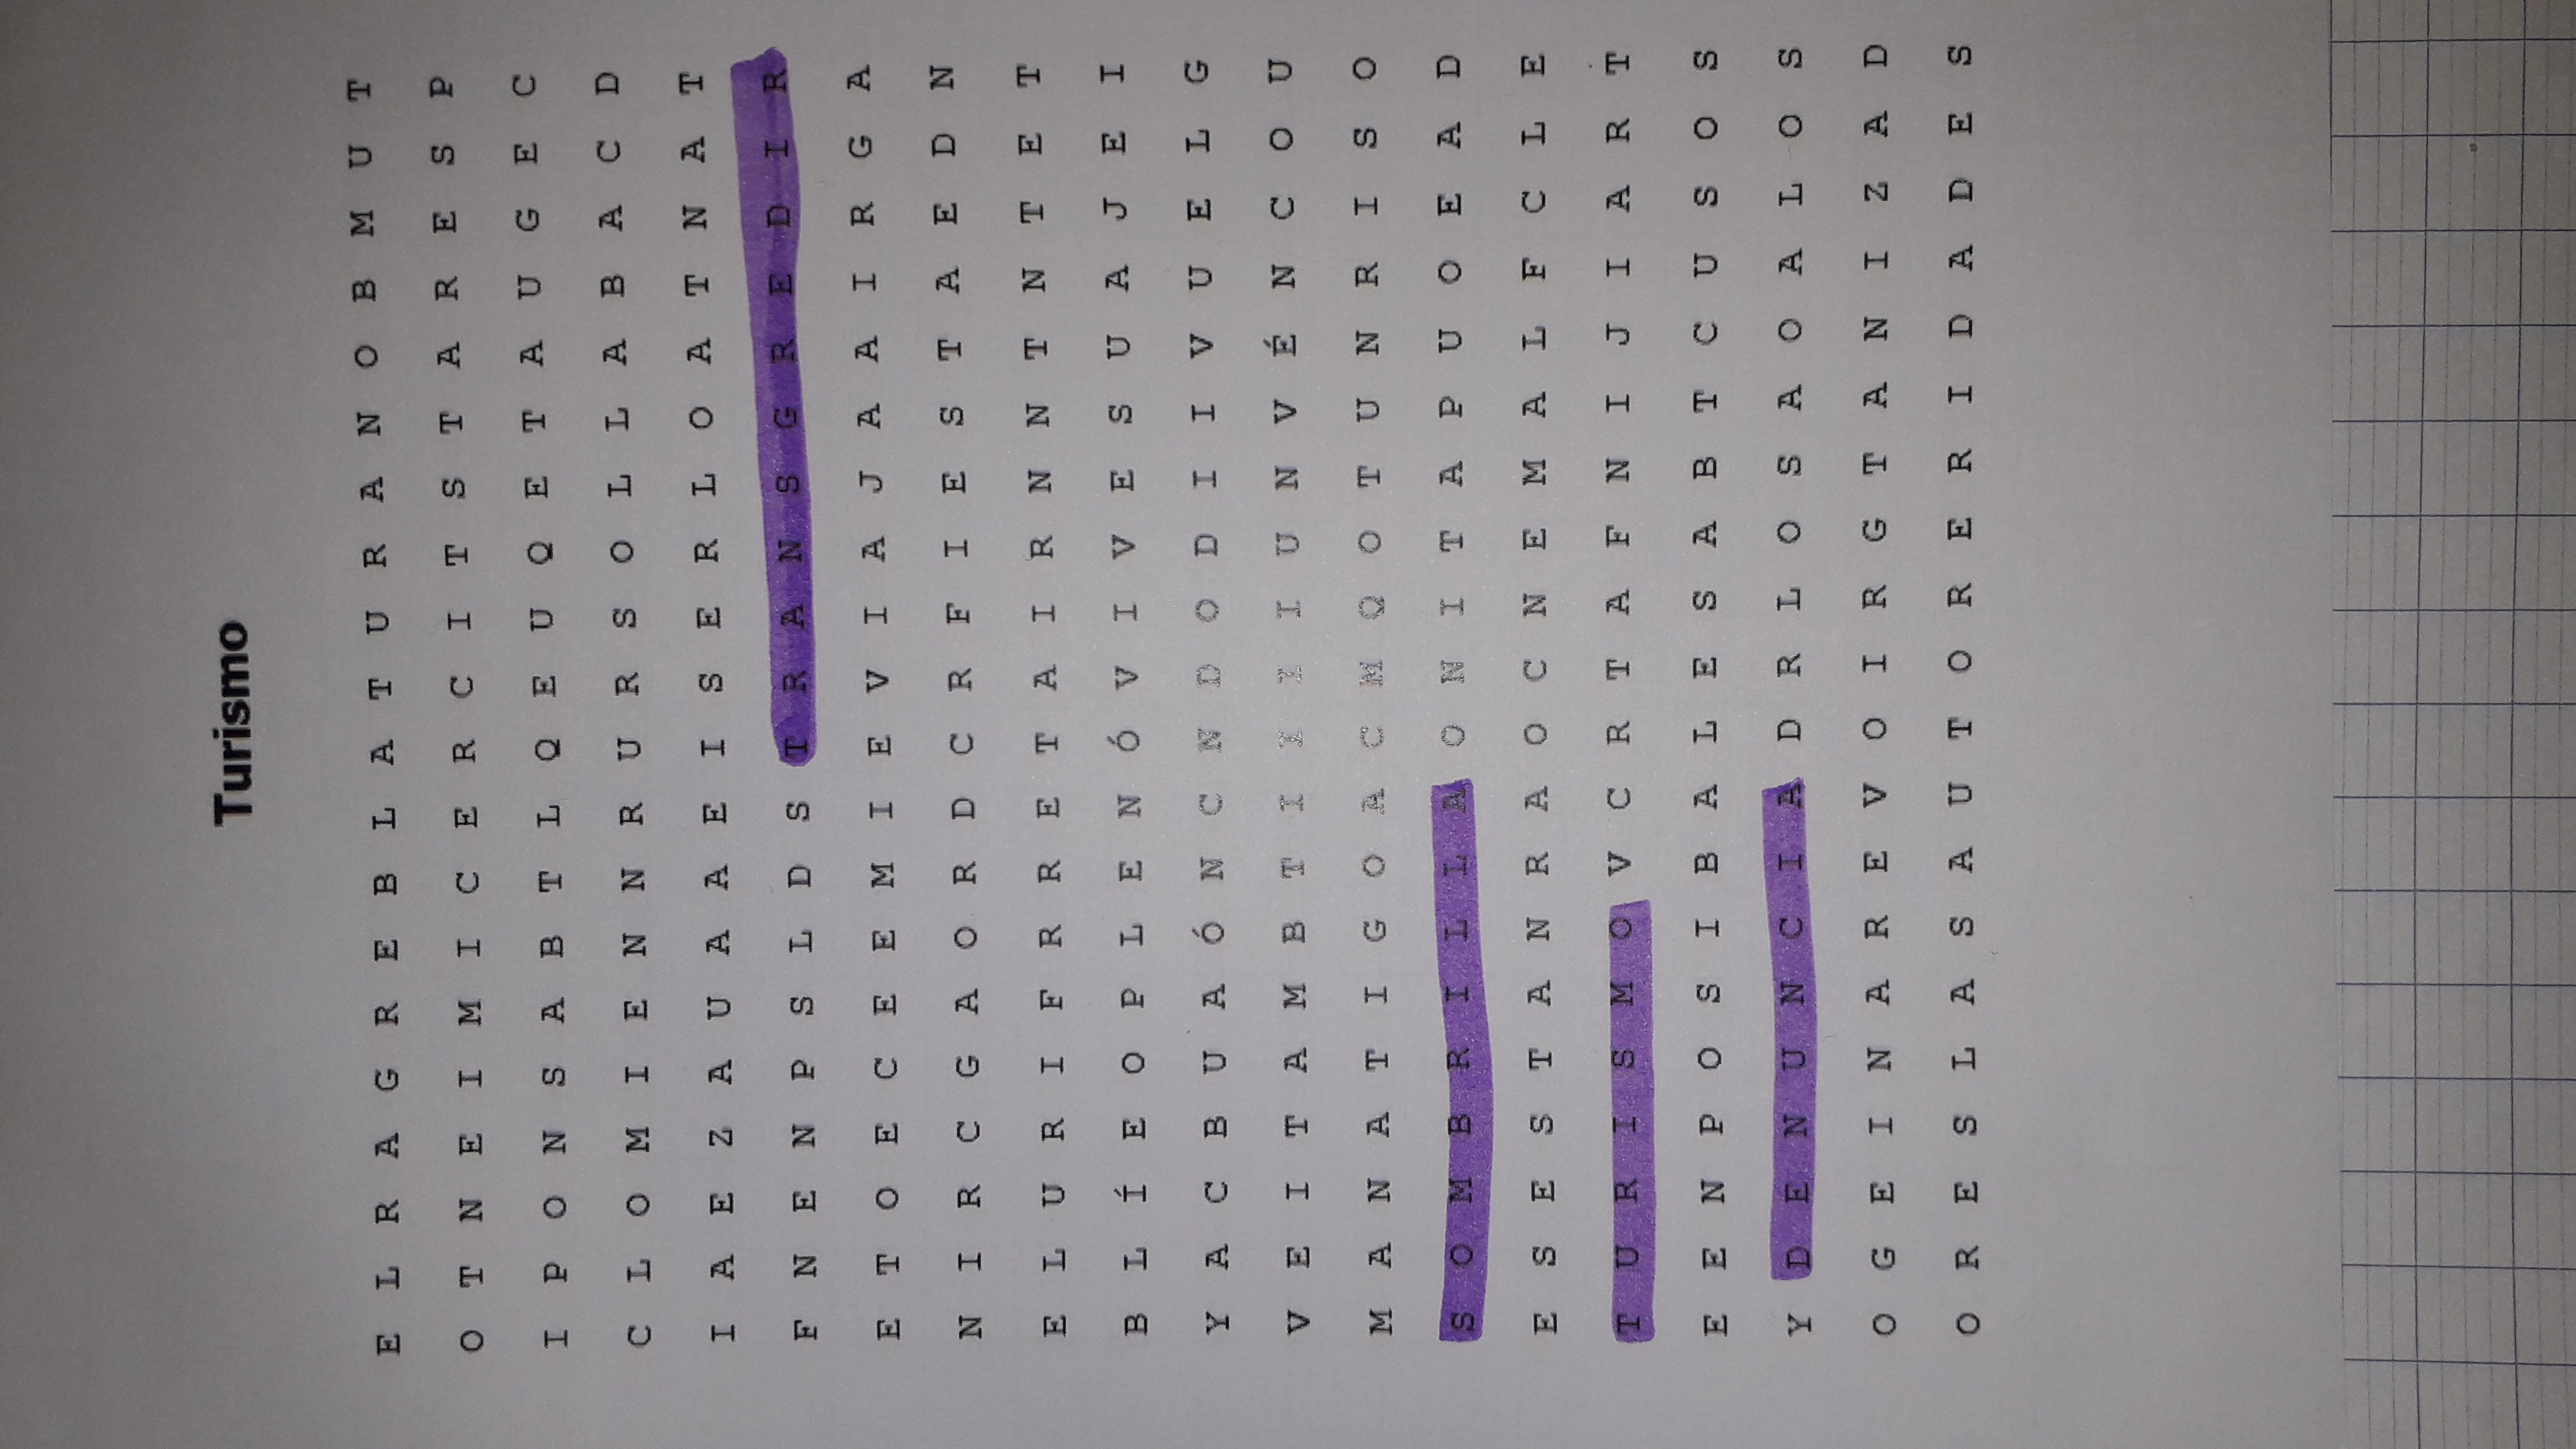 Turismo
E L R A G R E B L A T U R A N O B M U T
O T N E I M I C E R C I T S T A R E S P
I P O N S A B T L Q E U Q E T A U G E C
C L O M I E N N R U R S O L L A B A C D
I A E Z A U A A E I S E R L O A T N A T
F N E N P S L D S T R A N S G R E D I R
E T O E C E E M I E V I A J A A I R G A
N I R C G A O R D C R F I E S T A E D N
E L U R I F R R E T A I R N N T N T E T
B L Í E O P L E N Ó V I V E S U A J E I
Y A C B U A Ó N C N D O D I I V U E L G
V E I T A M B T I I I I U N V É N C O U
M A N A T I G O A C M Q O T U N R I S O
S O M B R I L L A O N I T A P U O E A D
E S E S T A N R A O C N E M A L F C L E
T U R I S M O V C R T A F N I J I A R T
E E N P O S I B A L E S A B T C U S O S
Y D E N U N C I A D R L O S A O A L O S
O G E I N A R E V O I R G T A N I Z A D
O R E S L A S A U T O R E R I D A D E S